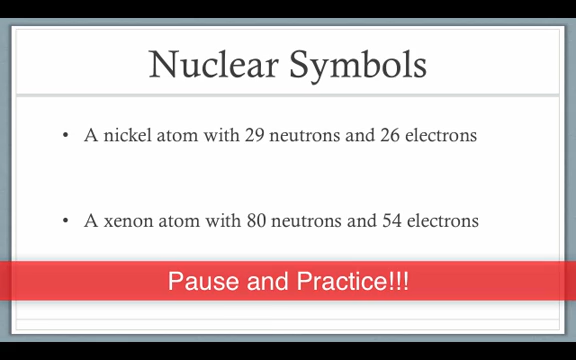 Nuclear Symbols
• A nickel atom with 29 neutrons and 26 electrons
• A xenon atom with 80 neutrons and 54 electrons
Pause and Practice!!!